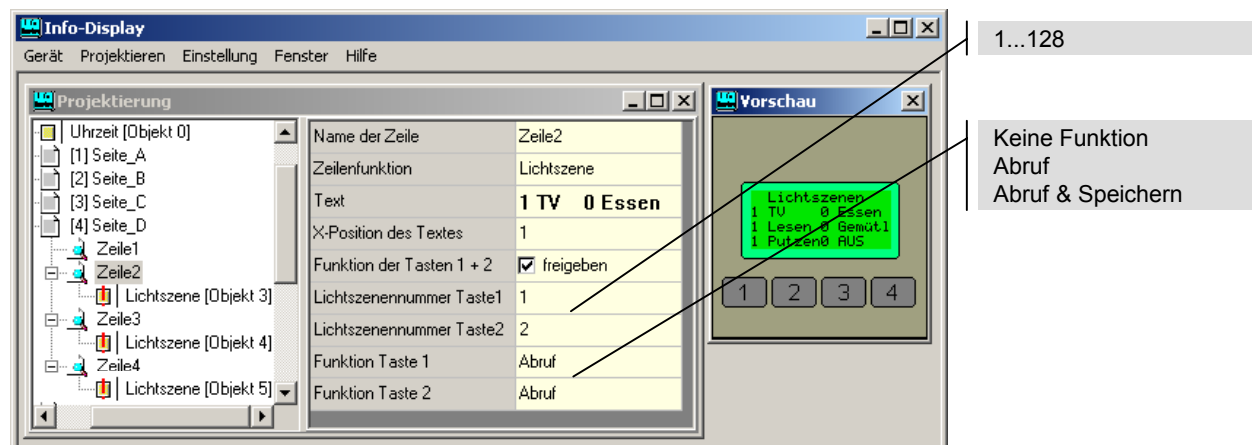 Info-Display
Gerät Projektieren Einstellung Fenster Hilfe
Projektierung
Uhrzeit [Objekt 0]
[1] Seite_A
[2] Seite_B
[3] Seite_C
[4] Seite_D
Zeile1
Zeile2
Lichtszene [Objekt 3]
Zeile3
Lichtszene [Objekt 4]
Zeile4
Lichtszene [Objekt 5]
Name der Zeile Zeile2
Zeilenfunktion Lichtszene
Text 1 TV 0 Essen
X-Position des Textes 1
Funktion der Tasten 1 + 2 freigeben
Lichtszenennummer Taste1 1
Lichtszenennummer Taste2 2
Funktion Taste 1 Abruf
Funktion Taste 2 Abruf
Vorschau
Lichtszenen
1 TV 0 Essen
1 Lesen 0 Gemütl
1 Putzen0 AUS
1 2 3 4
1...128
Keine Funktion
Abruf
Abruf & Speichern